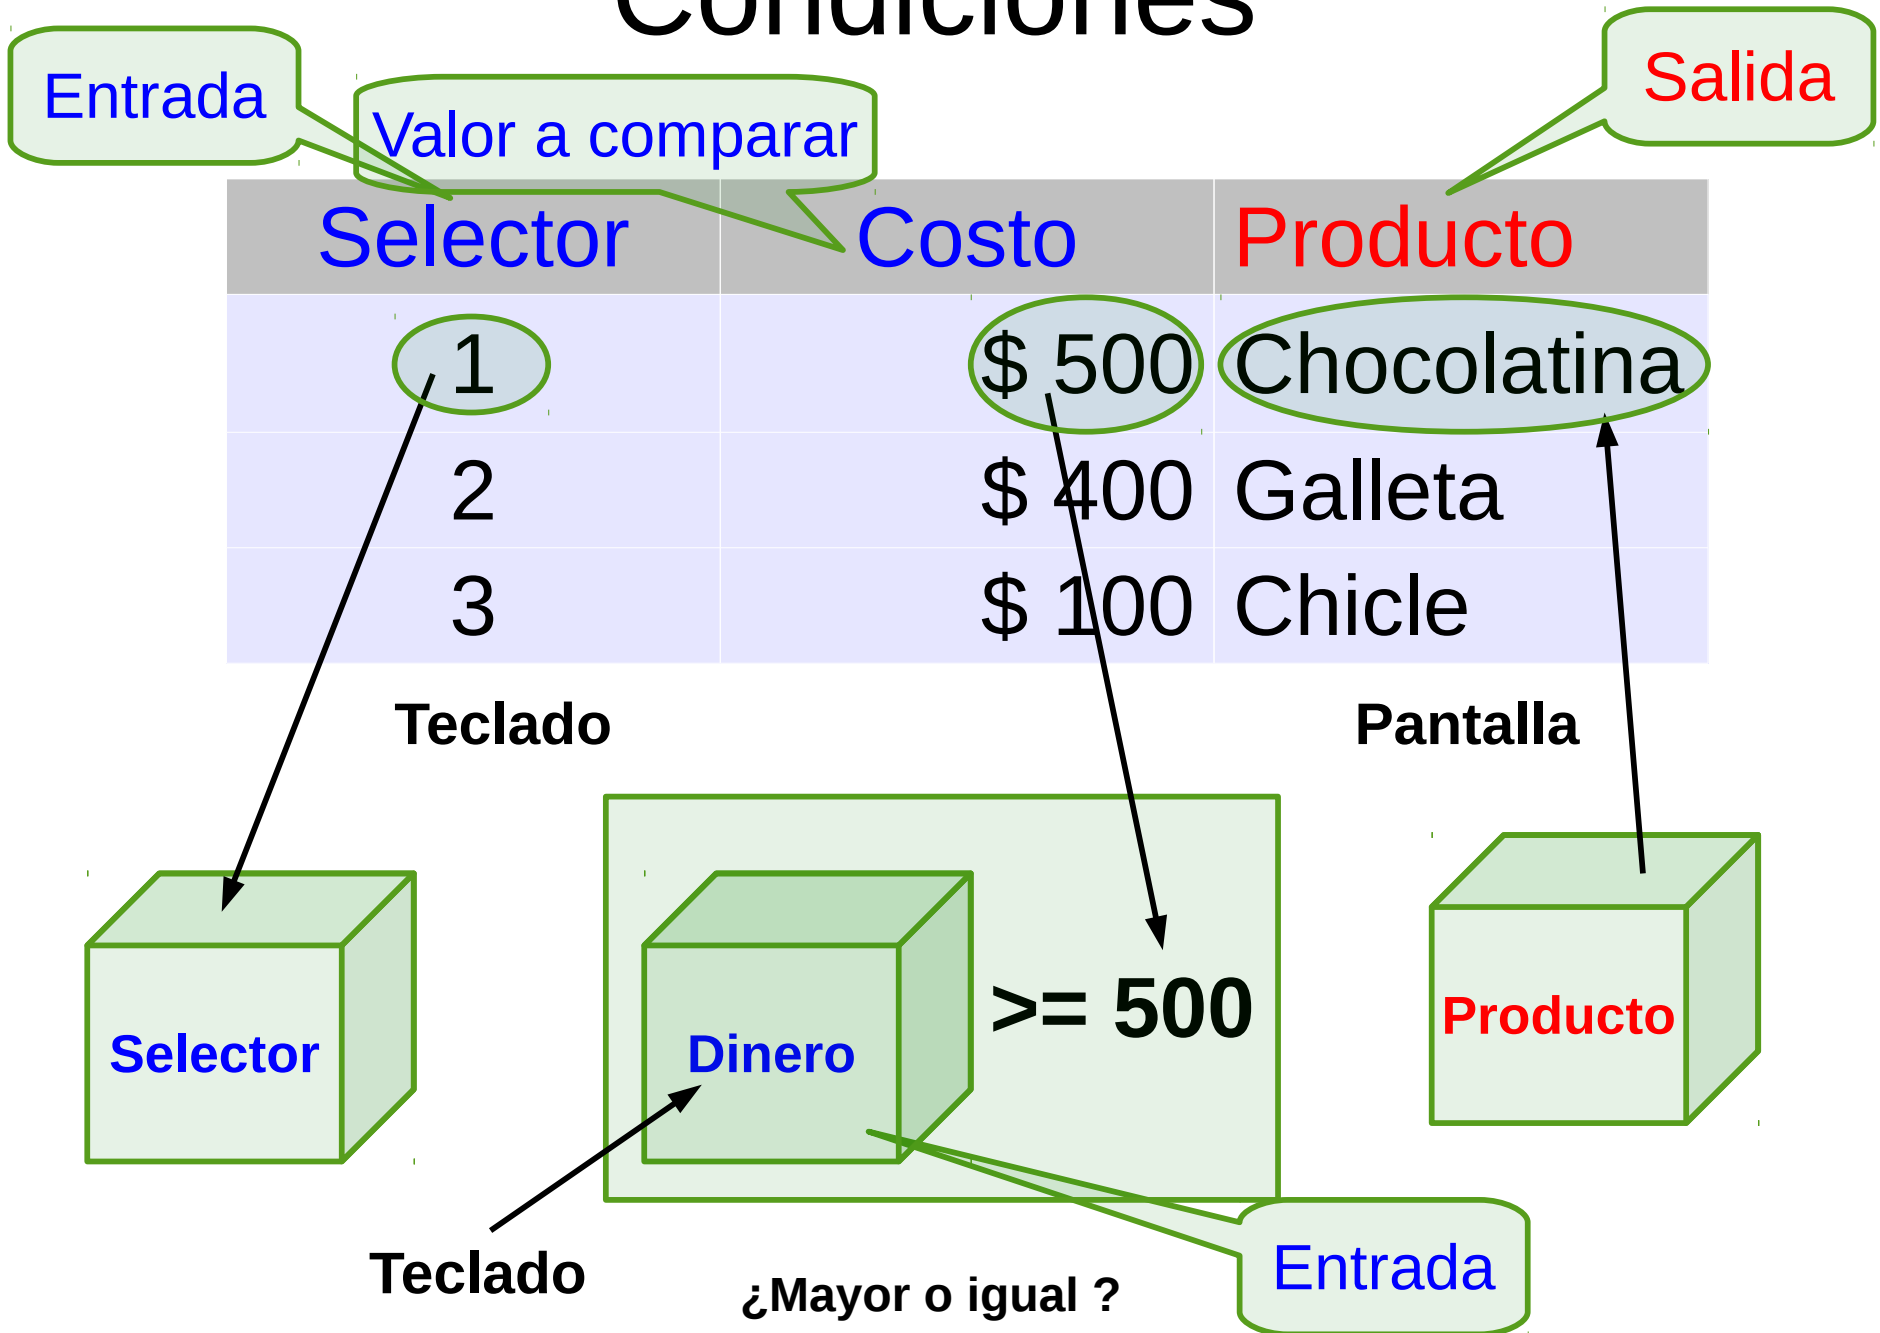 Condiciones
Entrada
Salida
Valor a comparar
Selector Costo Producto
1 $ 500 Chocolatina
2 $ 400 Galleta
3 $ 100 Chicle
Teclado
Pantalla
Selector
Dinero
>= 500
Producto
Teclado
¿Mayor o igual ?
Entrada